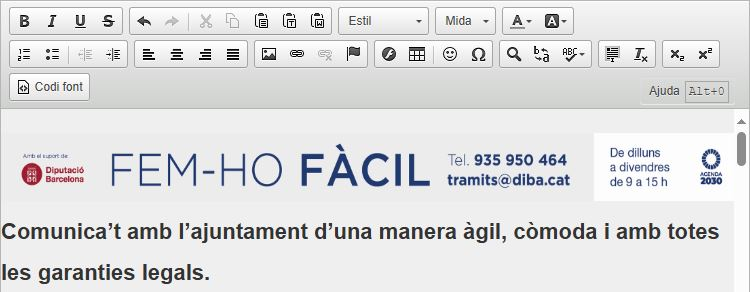 B I U S Estil Mida A A
ABC
Codi font Ajuda Alt+0
Amb el suport de:
Diputació
Barcelona
FEM-HO FÀCIL
Tel. 935 950 464
tramits@diba.cat
De dilluns
a divendres
de 9 a 15 h
AGENDA
2030
Comunica’t amb l’ajuntament d’una manera àgil, còmoda i amb totes
les garanties legals.